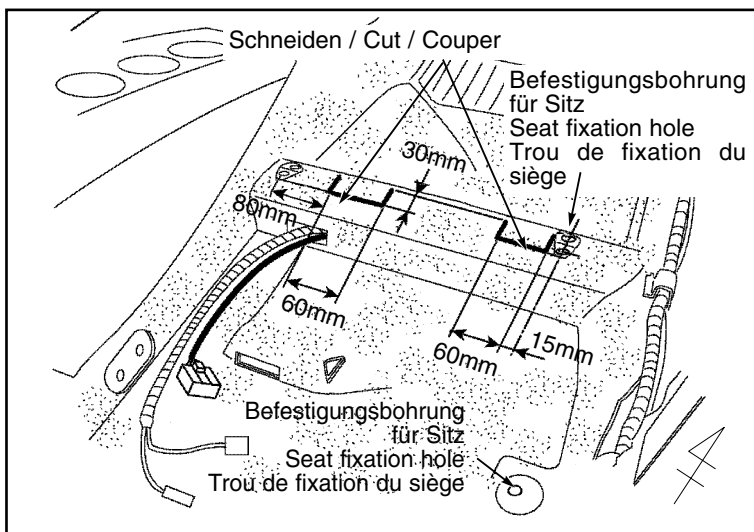 Schneiden / Cut / Couper
Befestigungsbohrung
für Sitz
Seat fixation hole
Trou de fixation du
siège
30mm
80mm
60mm
60mm
15mm
Befestigungsbohrung
für Sitz
Seat fixation hole
Trou de fixation du siège